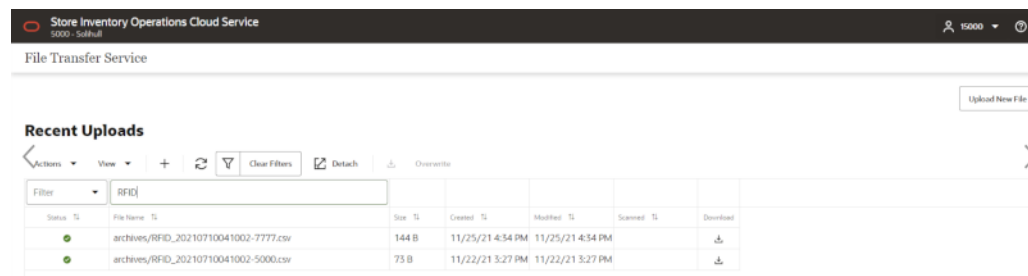 Store Inventory Operations Cloud Service
5000 - Solihull
15000
File Transfer Service
Upload New File
Recent Uploads
Actions View Clear Filters Detach Overwrite
Filter RFID
Status File Name Size Created Modified Scanned Download
archives/RFID_20210710041002-7777.csv 144 B 11/25/21 4:34 PM 11/25/21 4:34 PM
archives/RFID_20210710041002-5000.csv 73 B 11/22/21 3:27 PM 11/22/21 3:27 PM